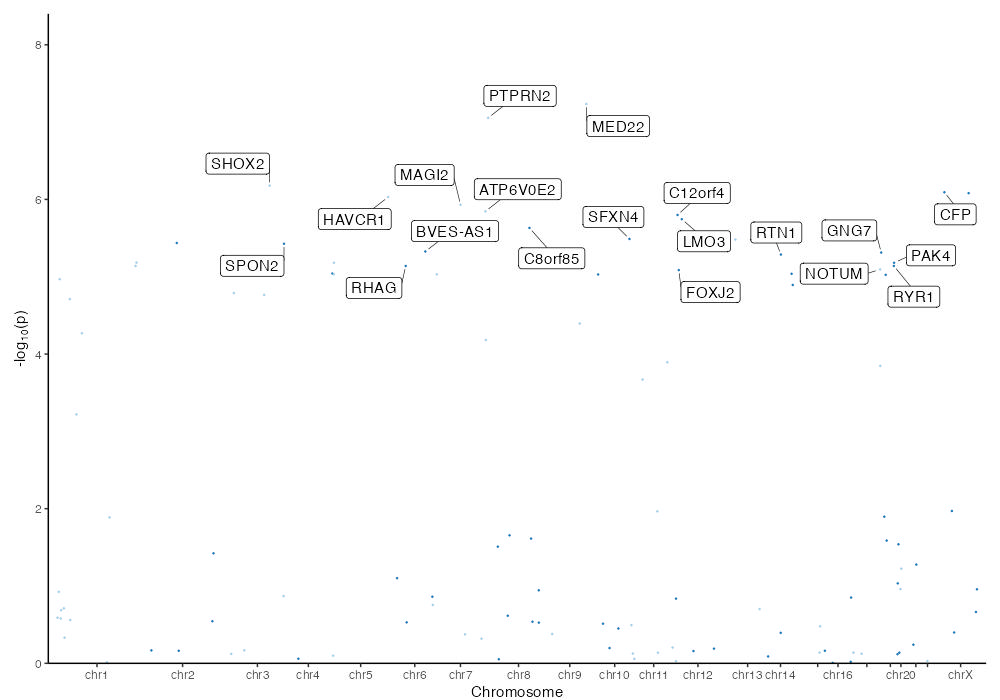 8
PTPRN2
MED22
SHOX2
MAGI2
ATP6V0E2
C12orf4
6
HAVCR1
SFXN4
CFP
BVES-AS1
RTN1
GNG7
LMO3
SPON2
C8orf85
PAK4
NOTUM
RHAG
FOXJ2
RYR1
-log10(p)
4
2
0
chr1 chr2 chr3 chr4 chr5 chr6 chr7 chr8 chr9 chr10 chr11 chr12 chr13 chr14 chr16 chr20 chrX
Chromosome